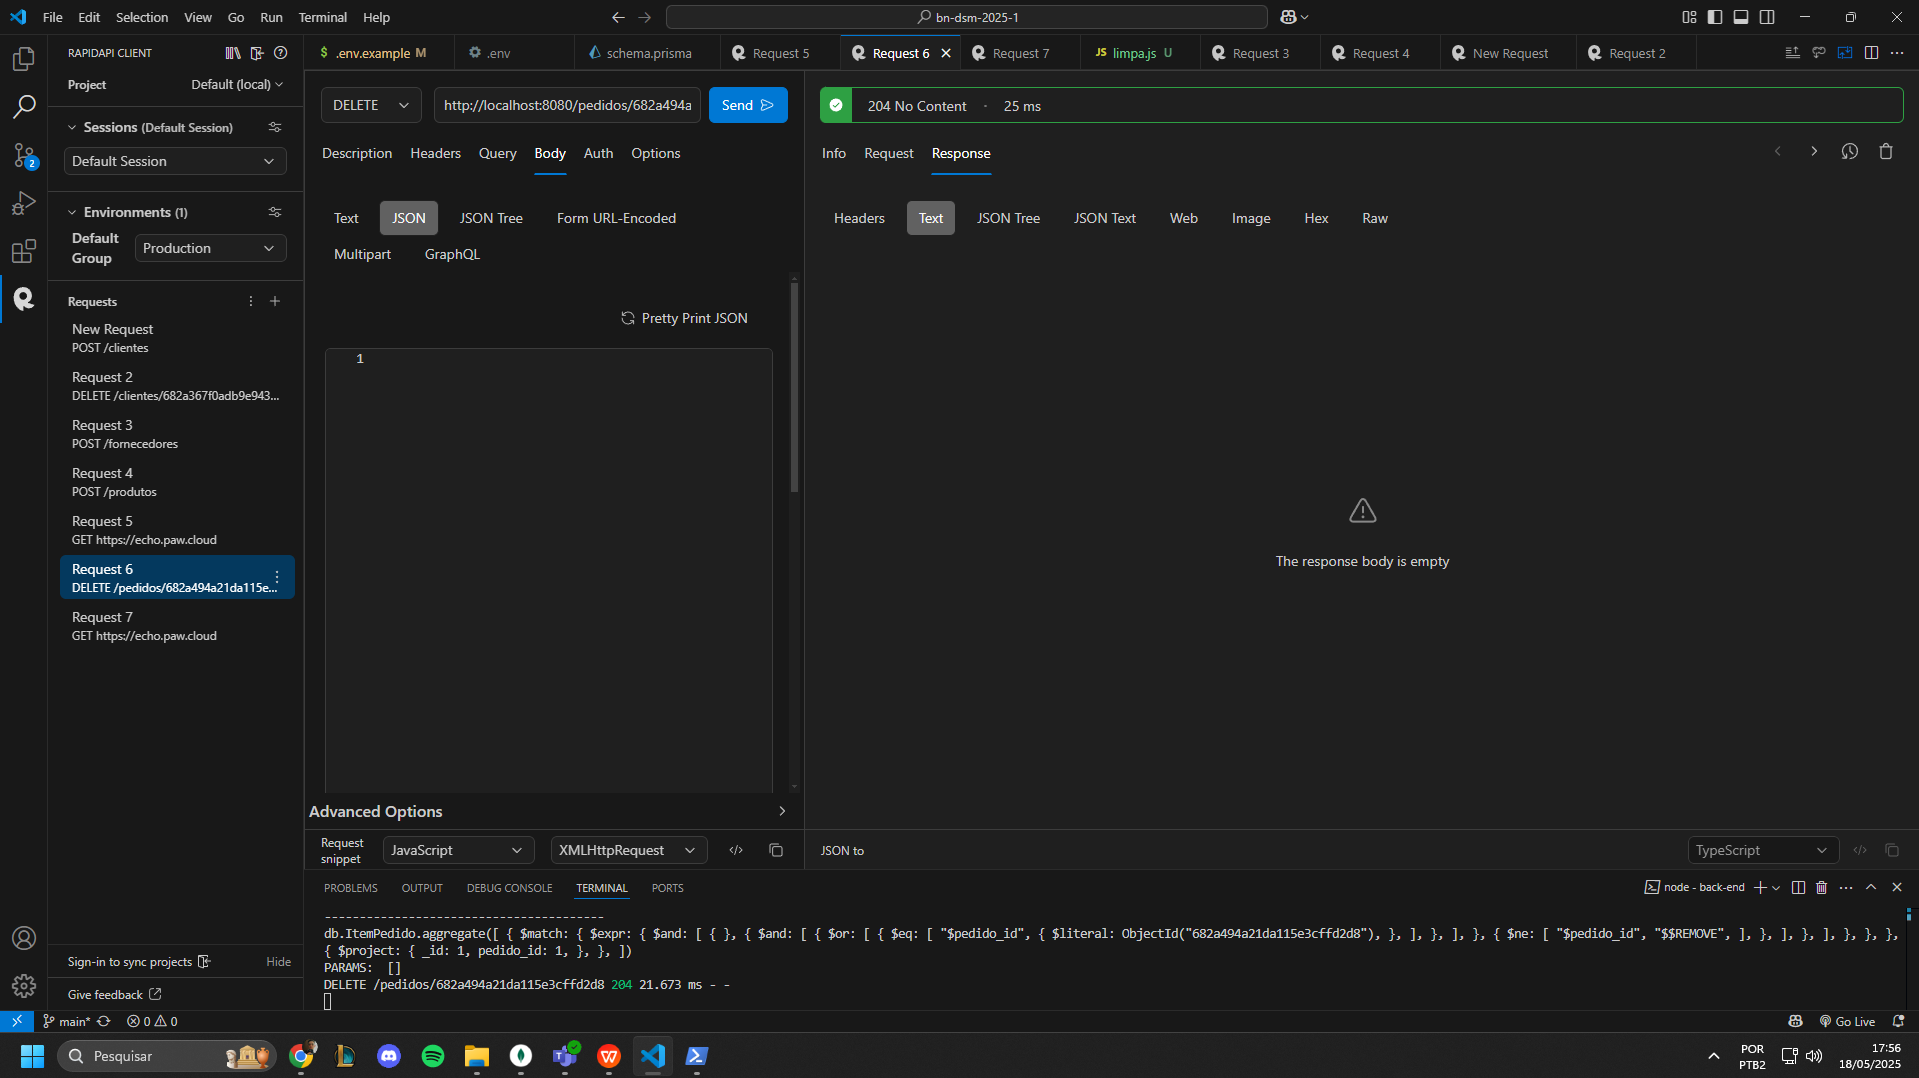 File Edit Selection View Go Run Terminal Help
bn-dsm-2025-1
RAPIDAPI CLIENT
Project Default (local)
Sessions (Default Session)
Default Session
Environments (1)
Default Group Production
Requests
New Request
POST /clientes
Request 2
DELETE /clientes/682a367f0adb9e943...
Request 3
POST /fornecedores
Request 4
POST /produtos
Request 5
GET https://echo.paw.cloud
Request 6
DELETE /pedidos/682a494a21da115e...
Request 7
GET https://echo.paw.cloud
Sign-in to sync projects Hide
Give feedback
$ .env.example M .env schema.prisma Request 5 Request 6 Request 7 JS limpa.js U Request 3 Request 4 New Request Request 2
DELETE http://localhost:8080/pedidos/682a494a Send
Description Headers Query Body Auth Options
Text JSON JSON Tree Form URL-Encoded
Multipart GraphQL
Pretty Print JSON
1
Advanced Options
Request snippet JavaScript XMLHttpRequest
204 No Content · 25 ms
Info Request Response
Headers Text JSON Tree JSON Text Web Image Hex Raw
The response body is empty
JSON to TypeScript
PROBLEMS OUTPUT DEBUG CONSOLE TERMINAL PORTS
node - back-end
----------------------------------------
db.ItemPedido.aggregate([ { $match: { $expr: { $and: [ { }, { $and: [ { $or: [ { $eq: [ "$pedido_id", { $literal: ObjectId("682a494a21da115e3cffd2d8"), }, ], }, ], }, { $ne: [ "$pedido_id", "$$REMOVE", ], }, ], }, ], }, }, },
{ $project: { _id: 1, pedido_id: 1, }, }, ])
PARAMS: []
DELETE /pedidos/682a494a21da115e3cffd2d8 204 21.673 ms - -
2
main* 0 0 Go Live
Pesquisar
POR
PTB2
17:56
18/05/2025